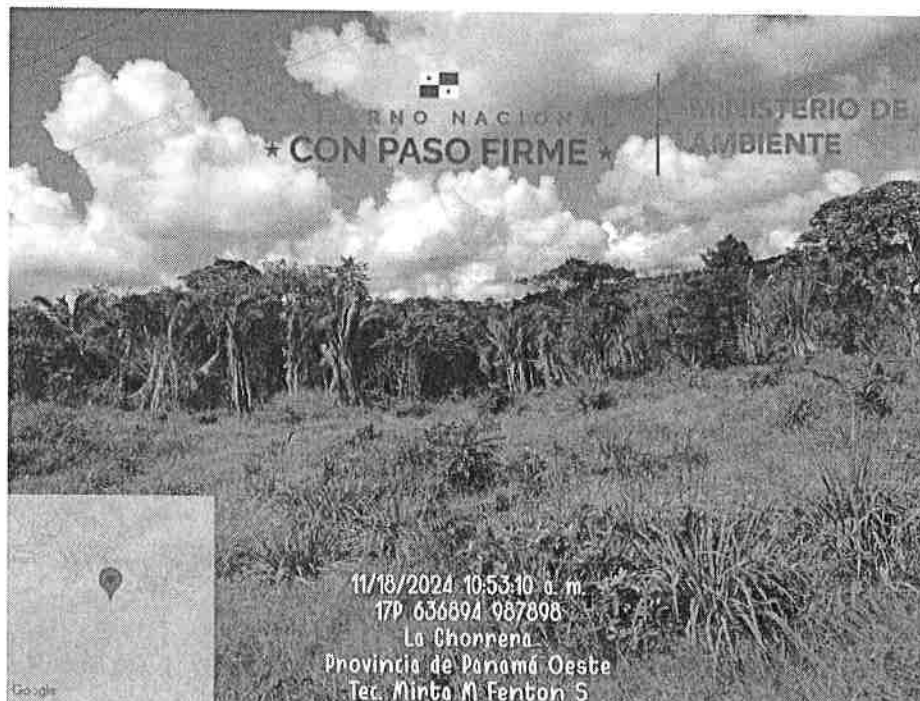 GOBIERNO NACIONAL
★ CON PASO FIRME ★
MINISTERIO DE
AMBIENTE
11/18/2024 10:53:10 a. m.
17P 636894 987898
La Chorrera
Provincia de Panamá Oeste
Tec. Mirta M Fenton S
Google